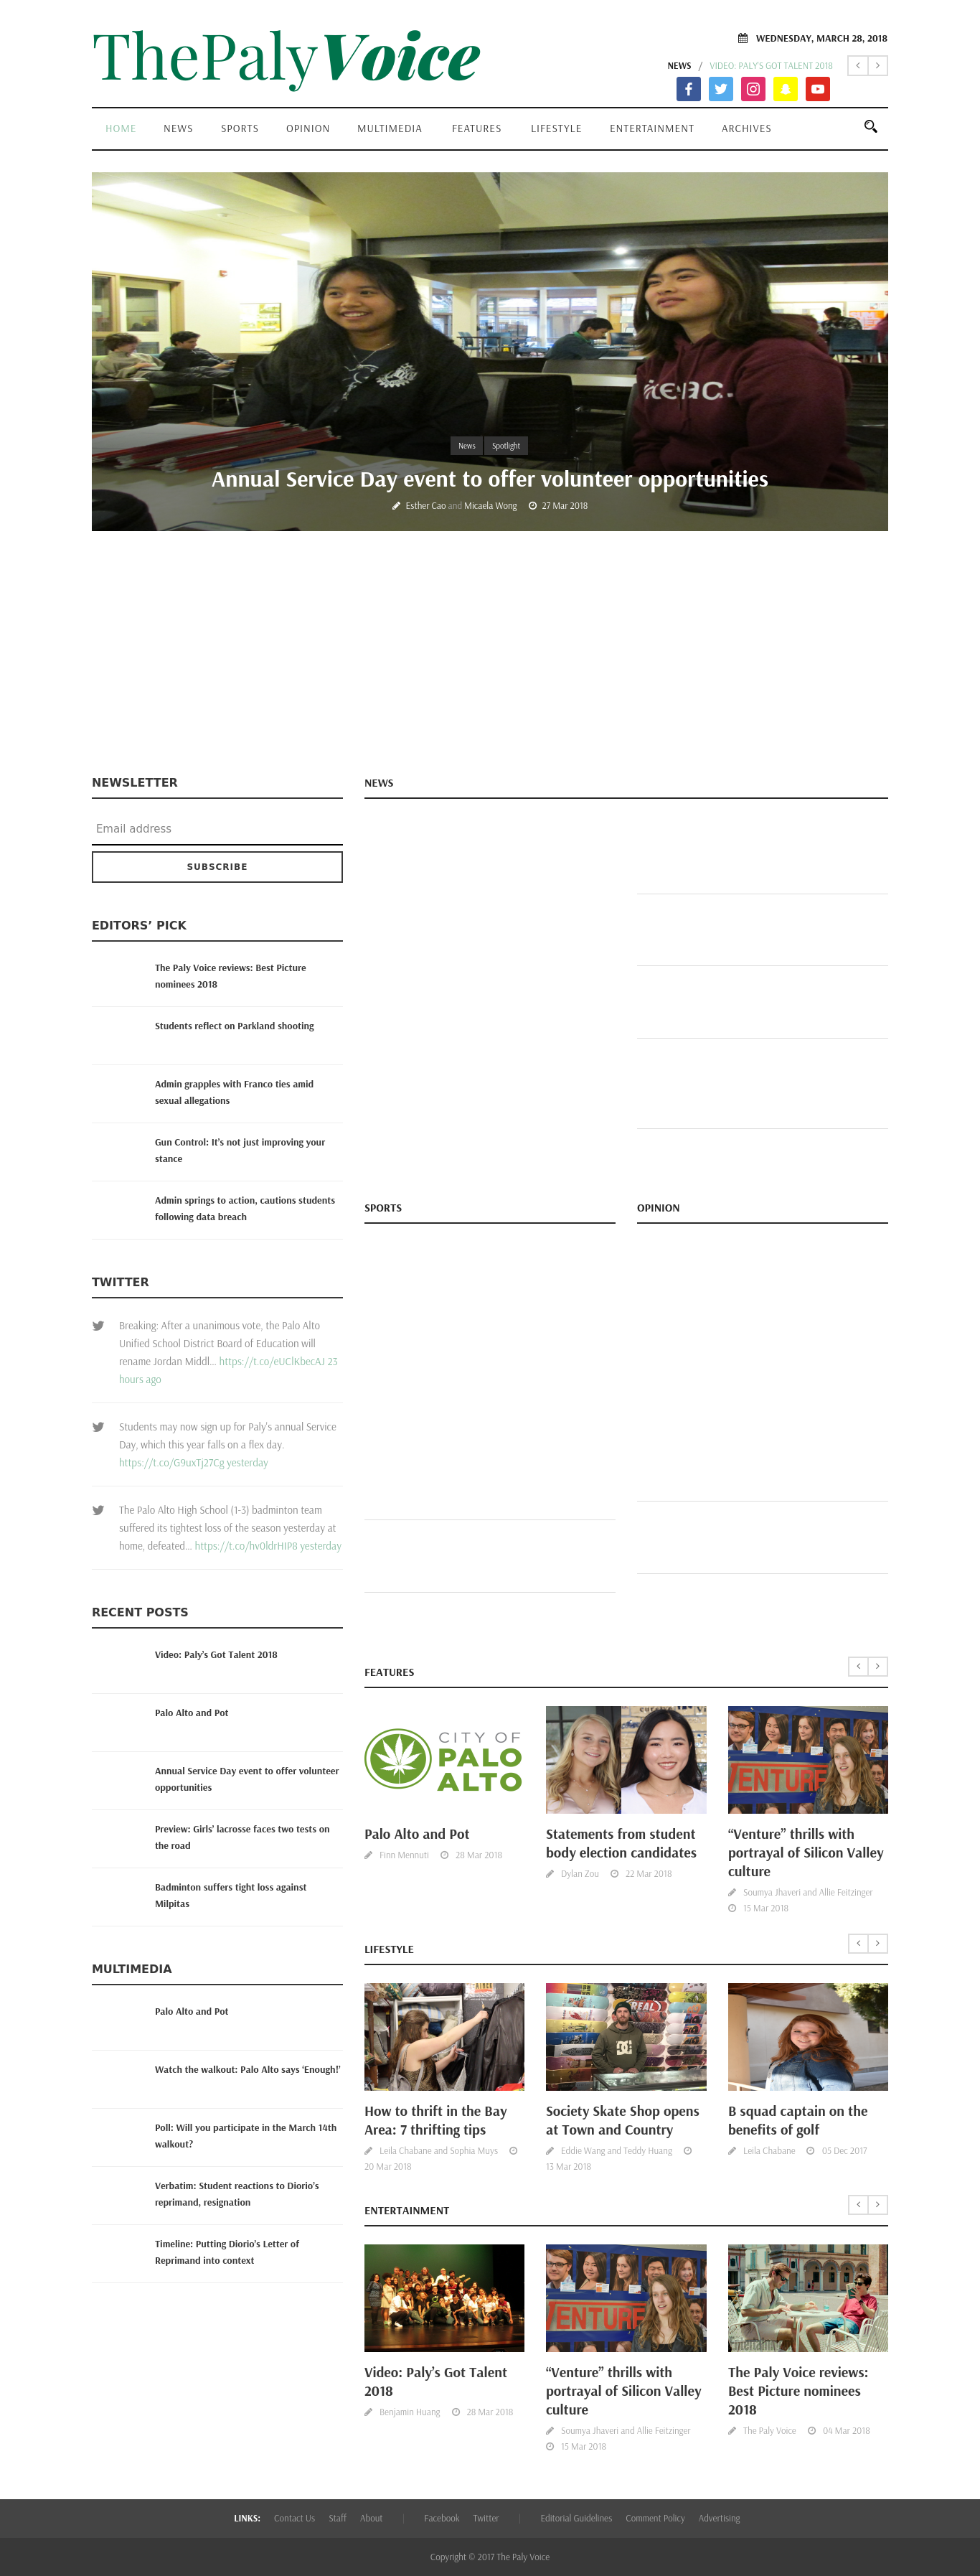 ThePalyVoice
WEDNESDAY, MARCH 28, 2018
NEWS / VIDEO: PALY'S GOT TALENT 2018
HOME NEWS SPORTS OPINION MULTIMEDIA FEATURES LIFESTYLE ENTERTAINMENT ARCHIVES
News Spotlight
Annual Service Day event to offer volunteer opportunities
Esther Cao and Micaela Wong 27 Mar 2018
NEWSLETTER
Email address
SUBSCRIBE
EDITORS’ PICK
The Paly Voice reviews: Best Picture
nominees 2018
Students reflect on Parkland shooting
Admin grapples with Franco ties amid
sexual allegations
Gun Control: It's not just improving your
stance
Admin springs to action, cautions students
following data breach
TWITTER
Breaking: After a unanimous vote, the Palo Alto
Unified School District Board of Education will
rename Jordan Middl... https://t.co/eUClKbecAJ 23
hours ago
Students may now sign up for Paly's annual Service
Day, which this year falls on a flex day.
https://t.co/G9uxTj27Cg yesterday
The Palo Alto High School (1-3) badminton team
suffered its tightest loss of the season yesterday at
home, defeated... https://t.co/hv0ldrHIP8 yesterday
RECENT POSTS
Video: Paly's Got Talent 2018
Palo Alto and Pot
Annual Service Day event to offer volunteer
opportunities
Preview: Girls' lacrosse faces two tests on
the road
Badminton suffers tight loss against
Milpitas
MULTIMEDIA
Palo Alto and Pot
Watch the walkout: Palo Alto says ‘Enough!’
Poll: Will you participate in the March 14th
walkout?
Verbatim: Student reactions to Diorio's
reprimand, resignation
Timeline: Putting Diorio's Letter of
Reprimand into context
NEWS
SPORTS
OPINION
FEATURES
CITY OF
PALO
ALTO
VENTURE
Palo Alto and Pot
Finn Mennuti 28 Mar 2018
Statements from student
body election candidates
Dylan Zou 22 Mar 2018
“Venture” thrills with
portrayal of Silicon Valley
culture
Soumya Jhaveri and Allie Feitzinger
15 Mar 2018
LIFESTYLE
REAL
DC
How to thrift in the Bay
Area: 7 thrifting tips
Leila Chabane and Sophia Muys
20 Mar 2018
Society Skate Shop opens
at Town and Country
Eddie Wang and Teddy Huang
13 Mar 2018
B squad captain on the
benefits of golf
Leila Chabane 05 Dec 2017
ENTERTAINMENT
VENTURE
Video: Paly’s Got Talent
2018
Benjamin Huang 28 Mar 2018
“Venture” thrills with
portrayal of Silicon Valley
culture
Soumya Jhaveri and Allie Feitzinger
15 Mar 2018
The Paly Voice reviews:
Best Picture nominees
2018
The Paly Voice 04 Mar 2018
LINKS: Contact Us Staff About | Facebook Twitter | Editorial Guidelines Comment Policy Advertising
Copyright © 2017 The Paly Voice